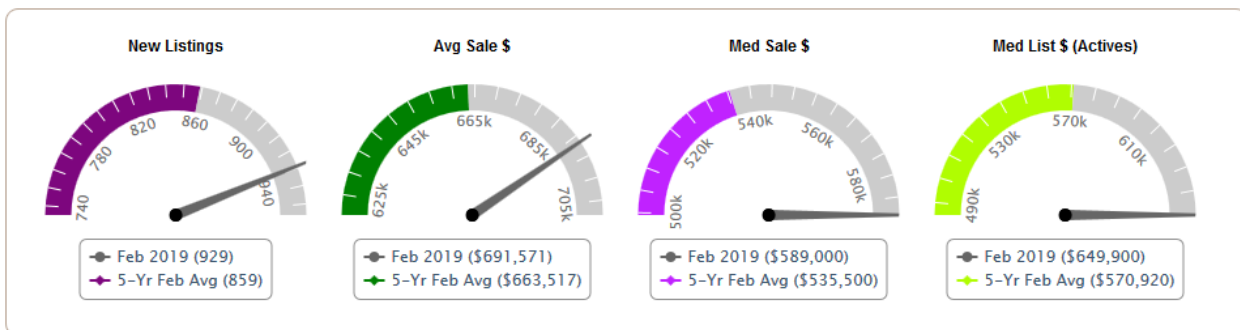 New Listings
740
780
820
860
900
940
Feb 2019 (929)
5-Yr Feb Avg (859)
Avg Sale $
625k
645k
665k
685k
705k
Feb 2019 ($691,571)
5-Yr Feb Avg ($663,517)
Med Sale $
500k
520k
540k
560k
580k
Feb 2019 ($589,000)
5-Yr Feb Avg ($535,500)
Med List $ (Actives)
490k
530k
570k
610k
Feb 2019 ($649,900)
5-Yr Feb Avg ($570,920)